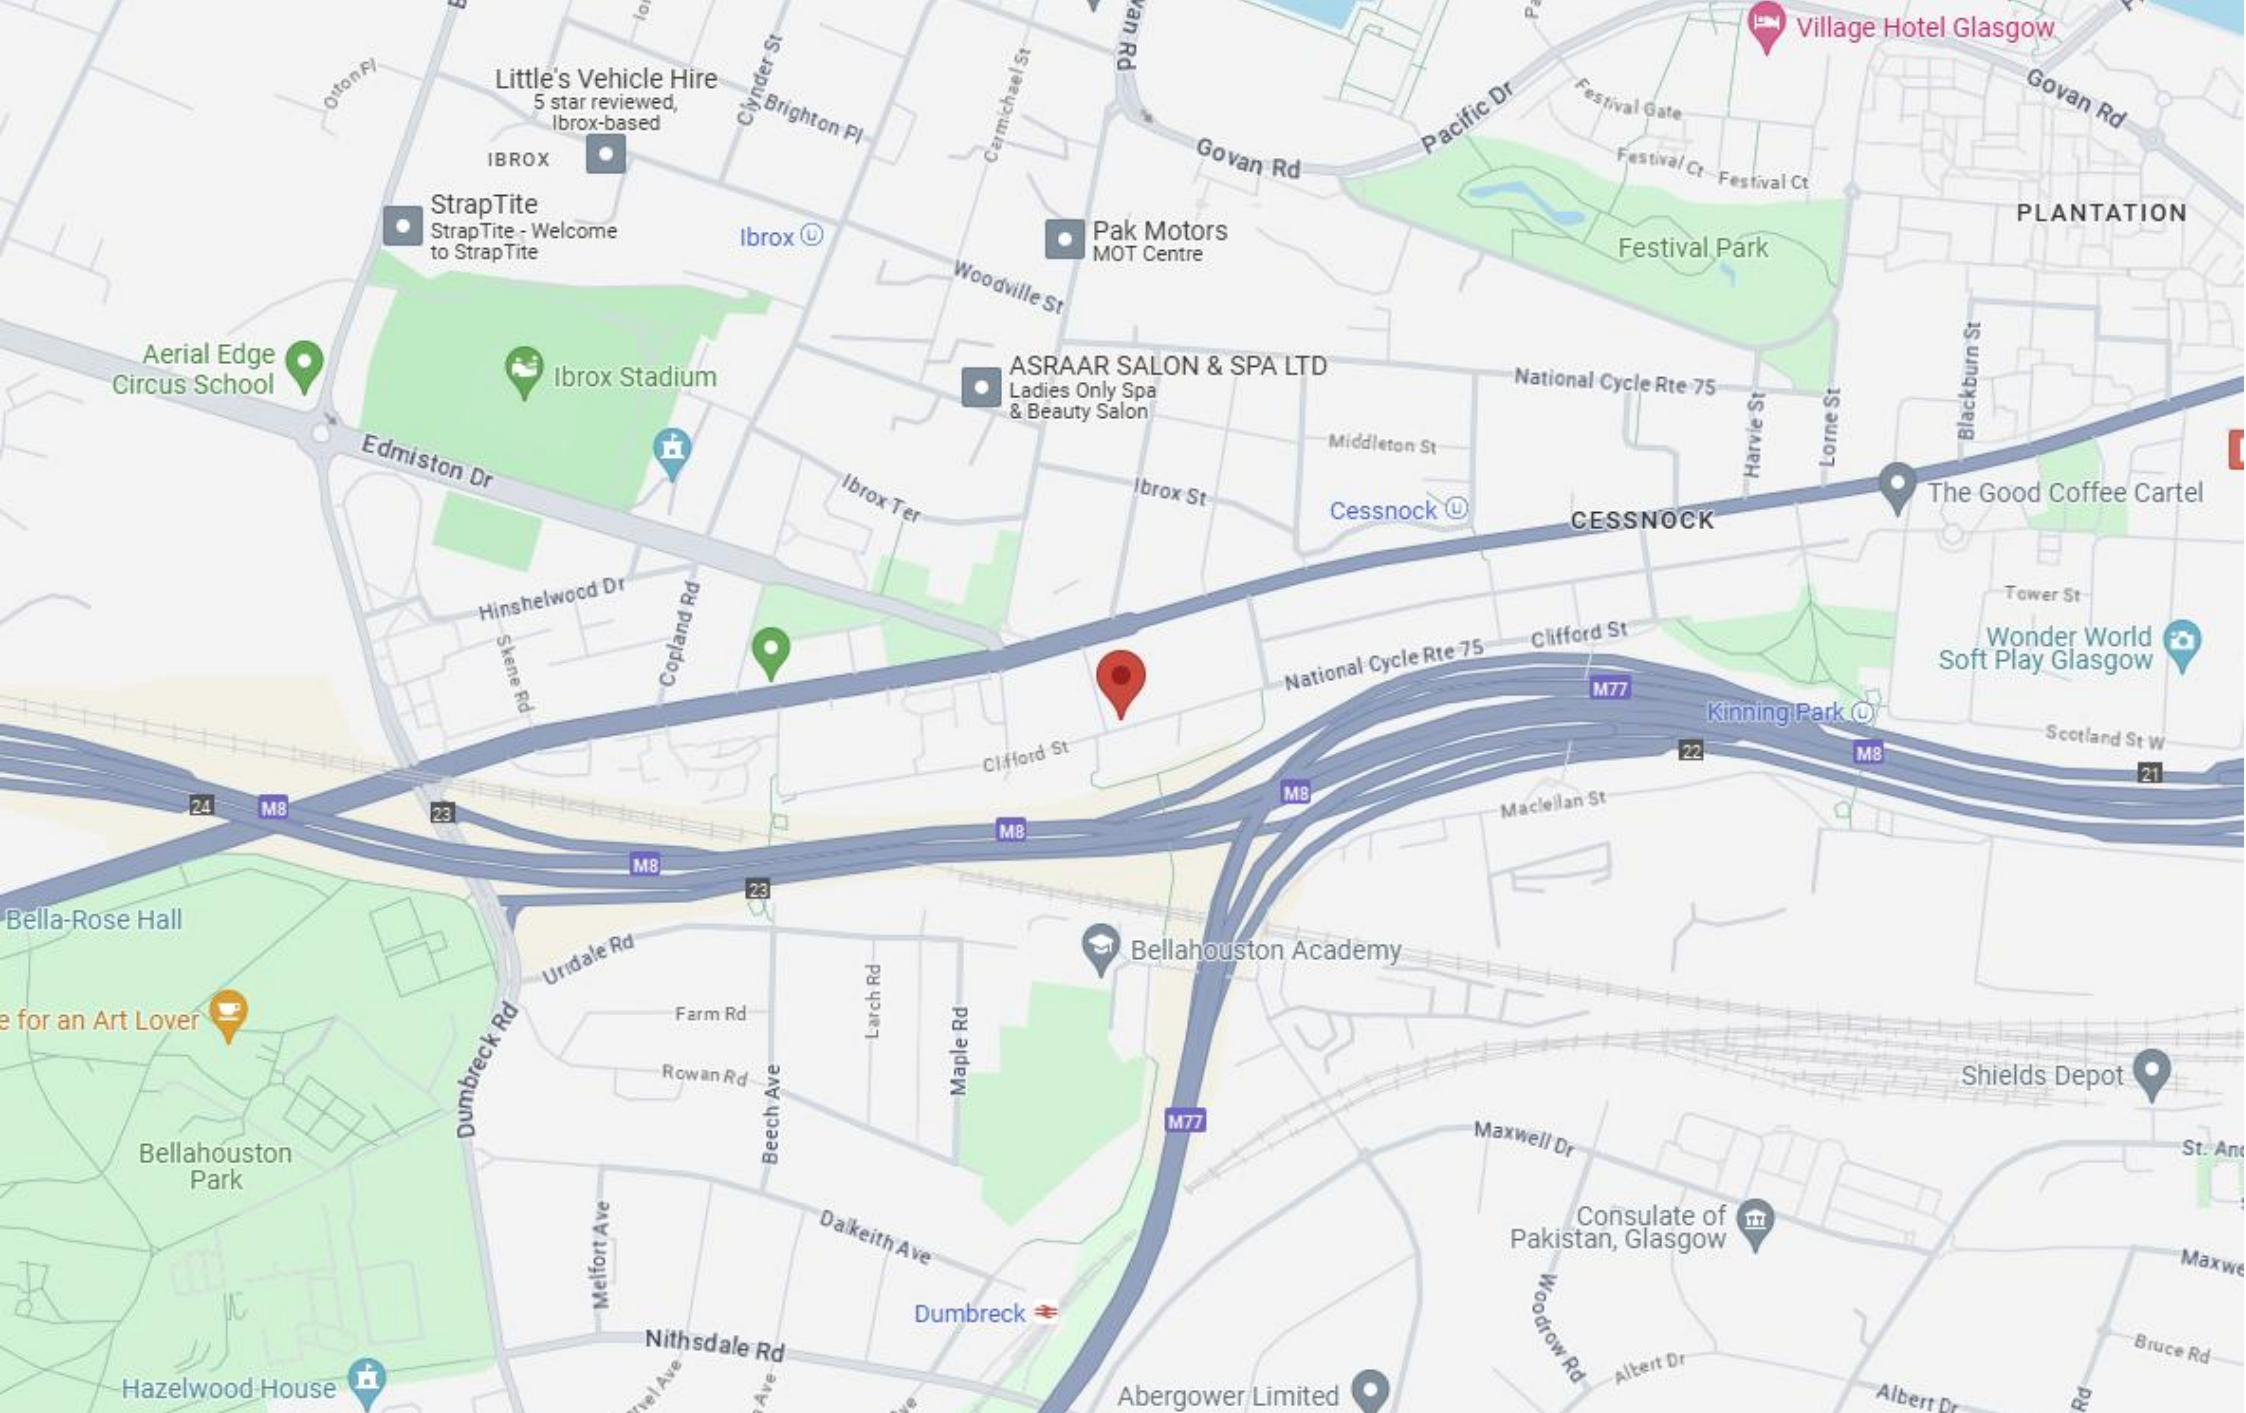 Village Hotel Glasgow
Govan Rd
Little's Vehicle Hire
5 star reviewed,
Ibrox-based
Otton Pl
Clynder St
Brighton Pl
Carmichael St
Pacific Dr
Festival Gate
Festival Ct
Festival Ct
Govan Rd
IBROX
StrapTite
StrapTite - Welcome
to StrapTite
Ibrox
Pak Motors
MOT Centre
PLANTATION
Festival Park
Woodville St
Aerial Edge
Circus School
Ibrox Stadium
ASRAAR SALON & SPA LTD
Ladies Only Spa
& Beauty Salon
National Cycle Rte 75
Harvie St
Lorne St
Blackburn St
Edmiston Dr
Middleton St
Ibrox Ter
Ibrox St
Cessnock
CESSNOCK
The Good Coffee Cartel
Hinshelwood Dr
Skene Rd
Copland Rd
Tower St
Wonder World
Soft Play Glasgow
National Cycle Rte 75
Clifford St
M77
Kinning Park
Clifford St
Scotland St W
M8
22
21
24
M8
23
M8
M8
M8
23
Maclellan St
Bella-Rose Hall
Urrdale Rd
Bellahouston Academy
e for an Art Lover
Farm Rd
Larch Rd
Maple Rd
Rowan Rd
Beech Ave
Dumbreck Rd
Shields Depot
M77
Maxwell Dr
St. And
Bellahouston
Park
Melfort Ave
Dalkeith Ave
Consulate of
Pakistan, Glasgow
Maxwe
Woodrow Rd
Dumbreck
Nithsdale Rd
Bruce Rd
Albert Dr
Hazelwood House
Abergower Limited
Albert Dr
Rd